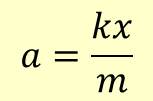 a = kx/m